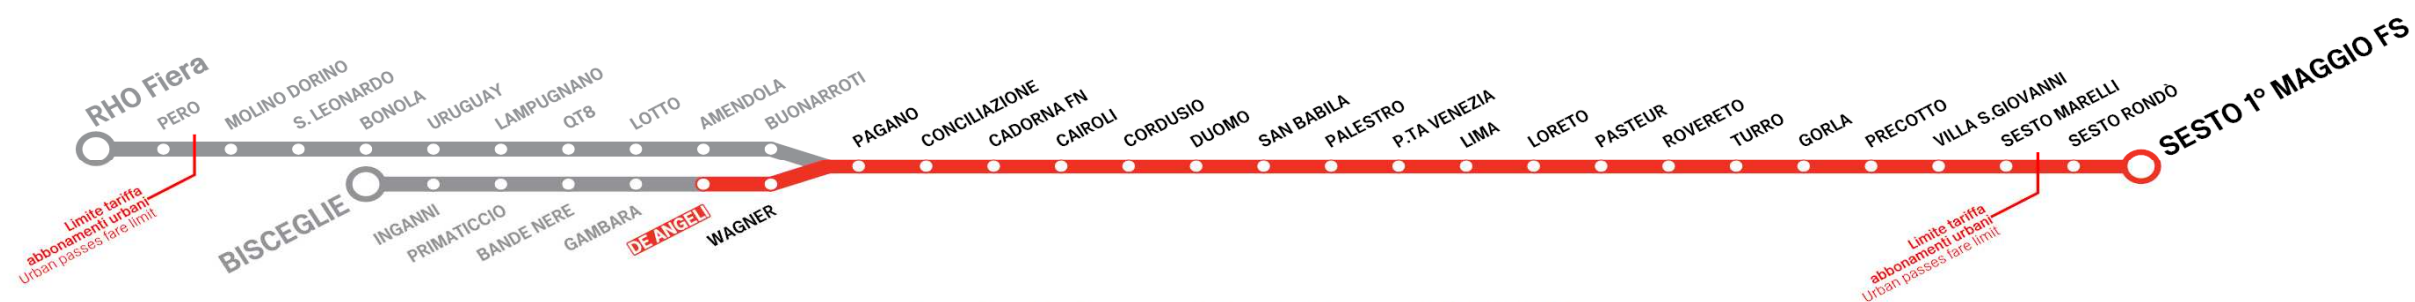 RHO Fiera
PERO
MOLINO DORINO
S. LEONARDO
BONOLA
URUGUAY
LAMPUGNANO
QT8
LOTTO
AMENDOLA
BUONARROTI
PAGANO
CONCILIAZIONE
CADORNA FN
CAIROLI
CORDUSIO
DUOMO
SAN BABILA
PALESTRO
P.TA VENEZIA
LIMA
LORETO
PASTEUR
ROVERETO
TURRO
GORLA
PRECOTTO
VILLA S.GIOVANNI
SESTO MARELLI
SESTO RONDÒ
SESTO 1° MAGGIO FS
Limite tariffa
abbonamenti urbani
Urban passes fare limit
BISCEGLIE
INGANNI
PRIMATICCIO
BANDE NERE
GAMBARA
DE ANGELI
WAGNER
Limite tariffa
abbonamenti urbani
Urban passes fare limit